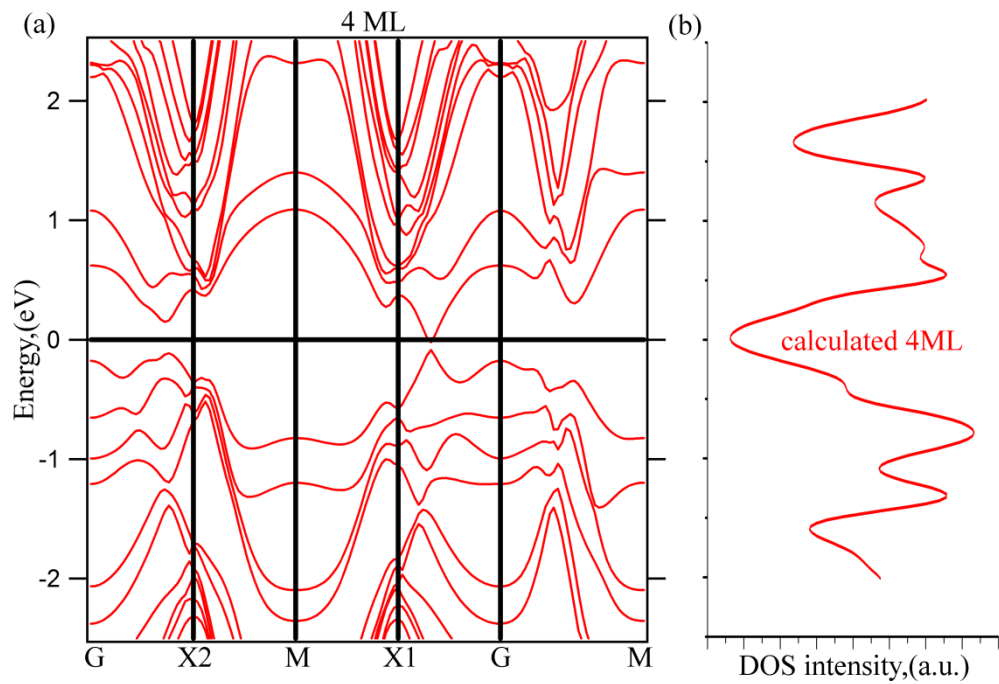 (a)
4 ML
(b)
2
1
0
-1
-2
Energy,(eV)
G X2 M X1 G M
calculated 4ML
DOS intensity,(a.u.)